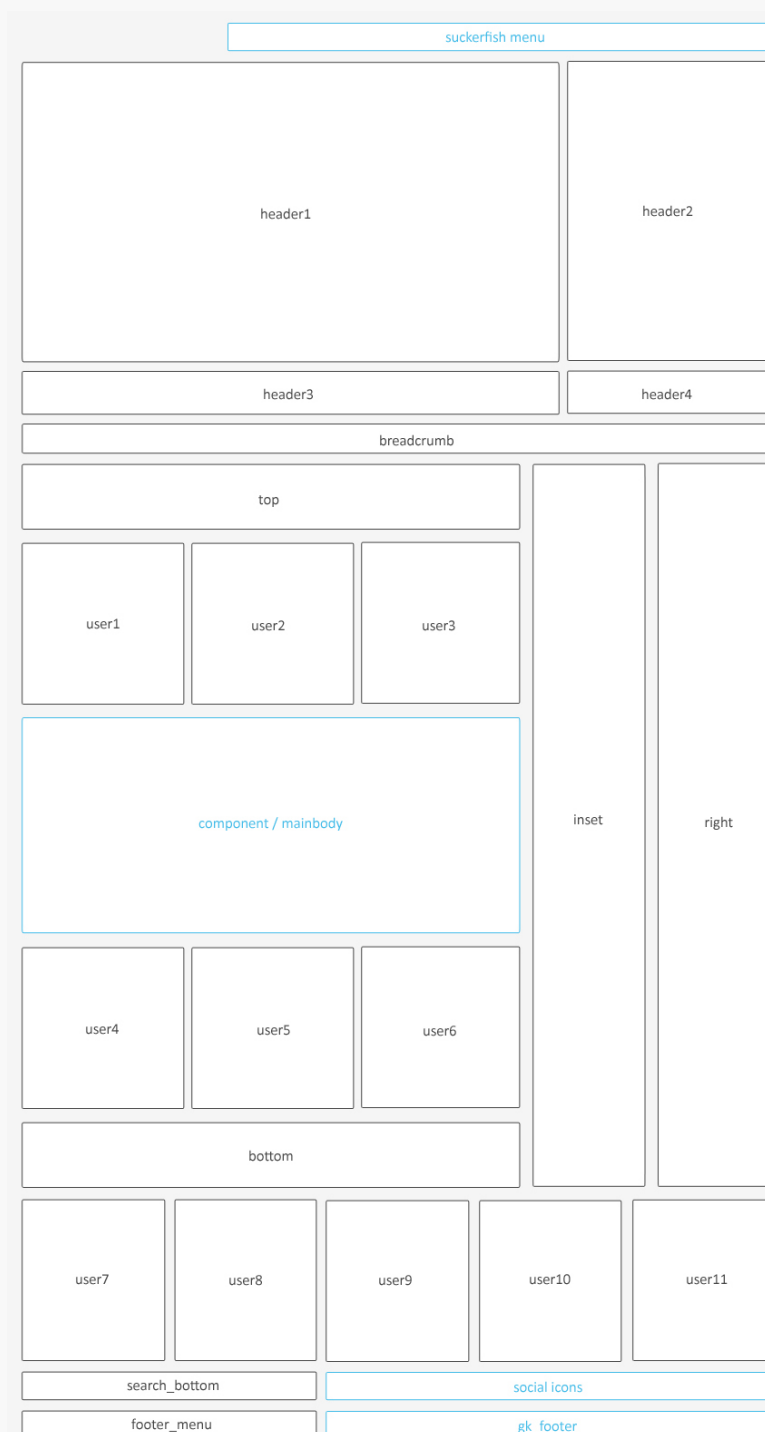 suckerfish menu
header1
header2
header3
header4
breadcrumb
top
user1
user2
user3
component / mainbody
inset
right
user4
user5
user6
bottom
user7
user8
user9
user10
user11
search_bottom
social icons
footer_menu
gk_footer